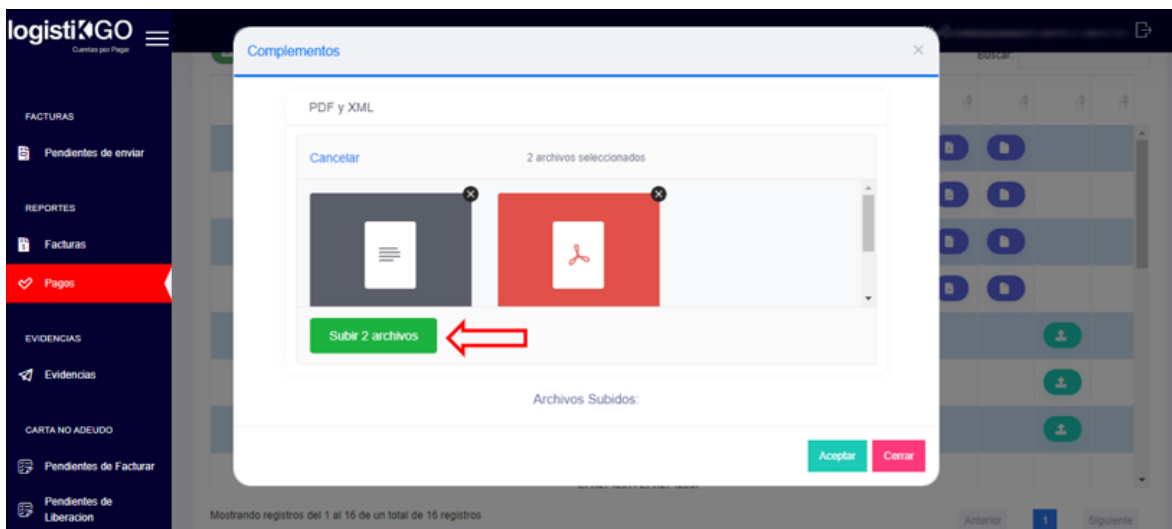 logistikGO
Cuentas por Pagar
FACTURAS
Pendientes de enviar
REPORTES
Facturas
Pagos
EVIDENCIAS
Evidencias
CARTA NO ADEUDO
Pendientes de Facturar
Pendientes de
Liberacion
Buscar:
Complementos
PDF y XML
Cancelar
2 archivos seleccionados
Subir 2 archivos
Archivos Subidos:
Aceptar
Cerrar
Mostrando registros del 1 al 16 de un total de 16 registros
Anterior
1
Siguiente